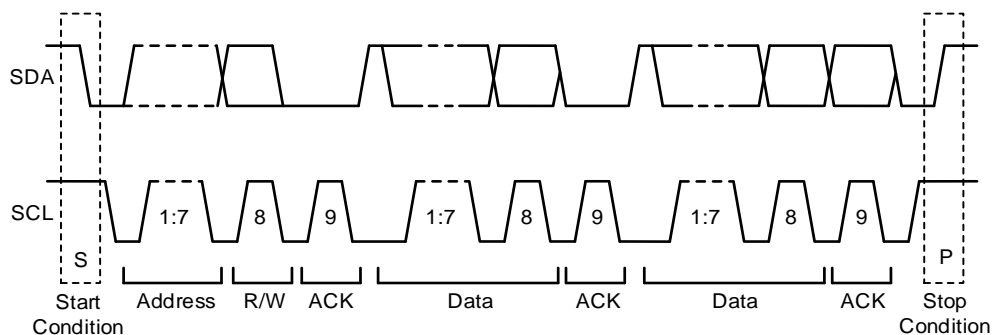 SDA
SCL
1:7 8 9 1:7 8 9 1:7 8 9
S P
Start Condition
Address R/W ACK Data ACK Data ACK
Stop Condition